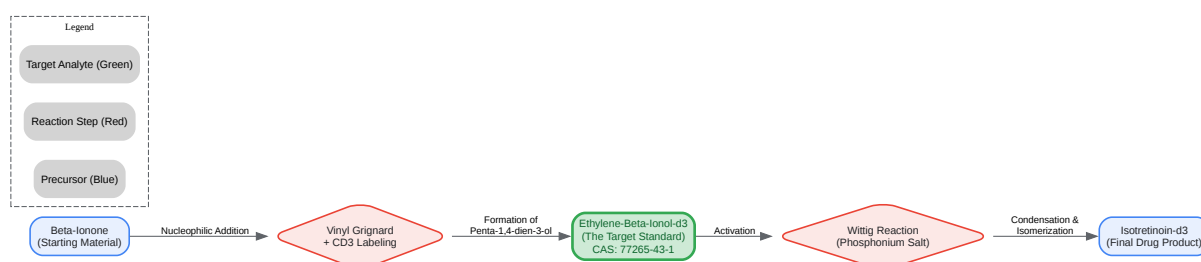 Legend
Target Analyte (Green)
Reaction Step (Red)
Precursor (Blue)
Beta-Ionone
(Starting Material)
Nucleophilic Addition
Vinyl Grignard
+ CD3 Labeling
Formation of
Penta-1,4-dien-3-ol
Ethylene-Beta-Ionol-d3
(The Target Standard)
CAS: 77265-43-1
Activation
Wittig Reaction
(Phosphonium Salt)
Condensation &
Isomerization
Isotretinoin-d3
(Final Drug Product)